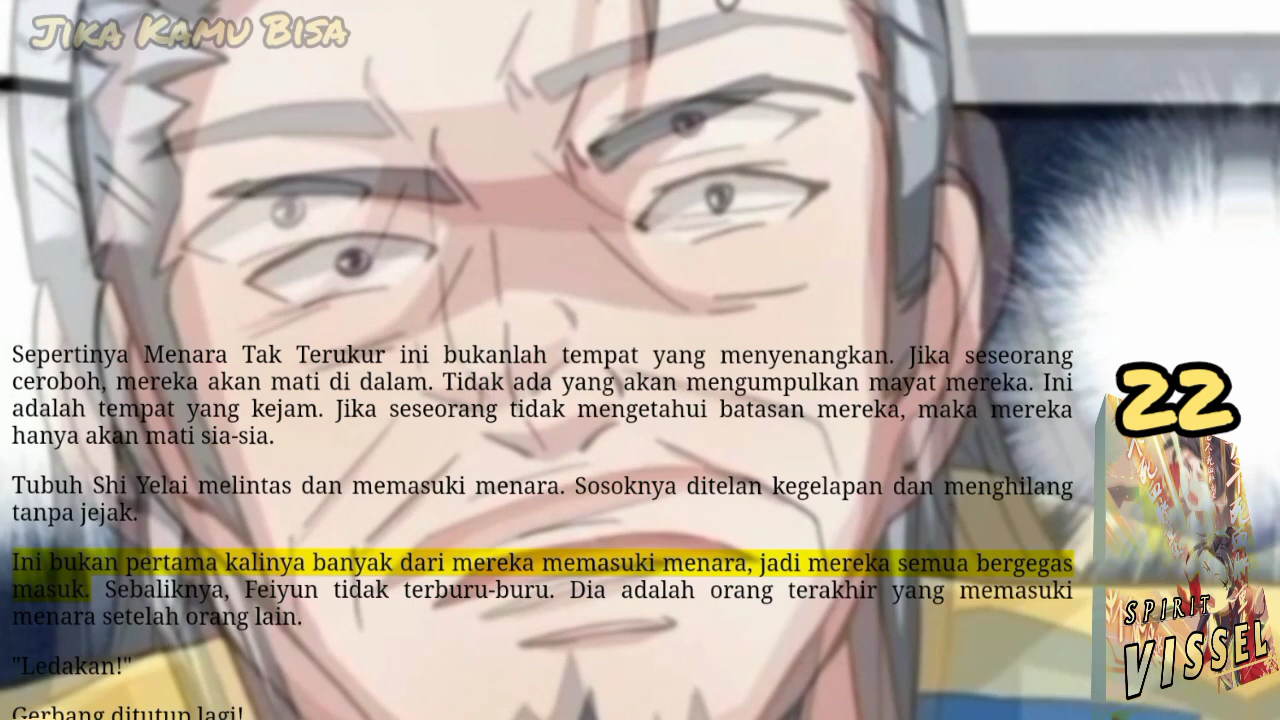 Jika Kamu Bisa
Sepertinya Menara Tak Terukur ini bukanlah tempat yang menyenangkan. Jika seseorang
ceroboh, mereka akan mati di dalam. Tidak ada yang akan mengumpulkan mayat mereka. Ini
adalah tempat yang kejam. Jika seseorang tidak mengetahui batasan mereka, maka mereka
hanya akan mati sia-sia.
Tubuh Shi Yelai melintas dan memasuki menara. Sosoknya ditelan kegelapan dan menghilang
tanpa jejak.
Ini bukan pertama kalinya banyak dari mereka memasuki menara, jadi mereka semua bergegas
masuk. Sebaliknya, Feiyun tidak terburu-buru. Dia adalah orang terakhir yang memasuki
menara setelah orang lain.
"Ledakan!"
Gerbang ditutup lagi!
22
SPIRIT
VISSEL